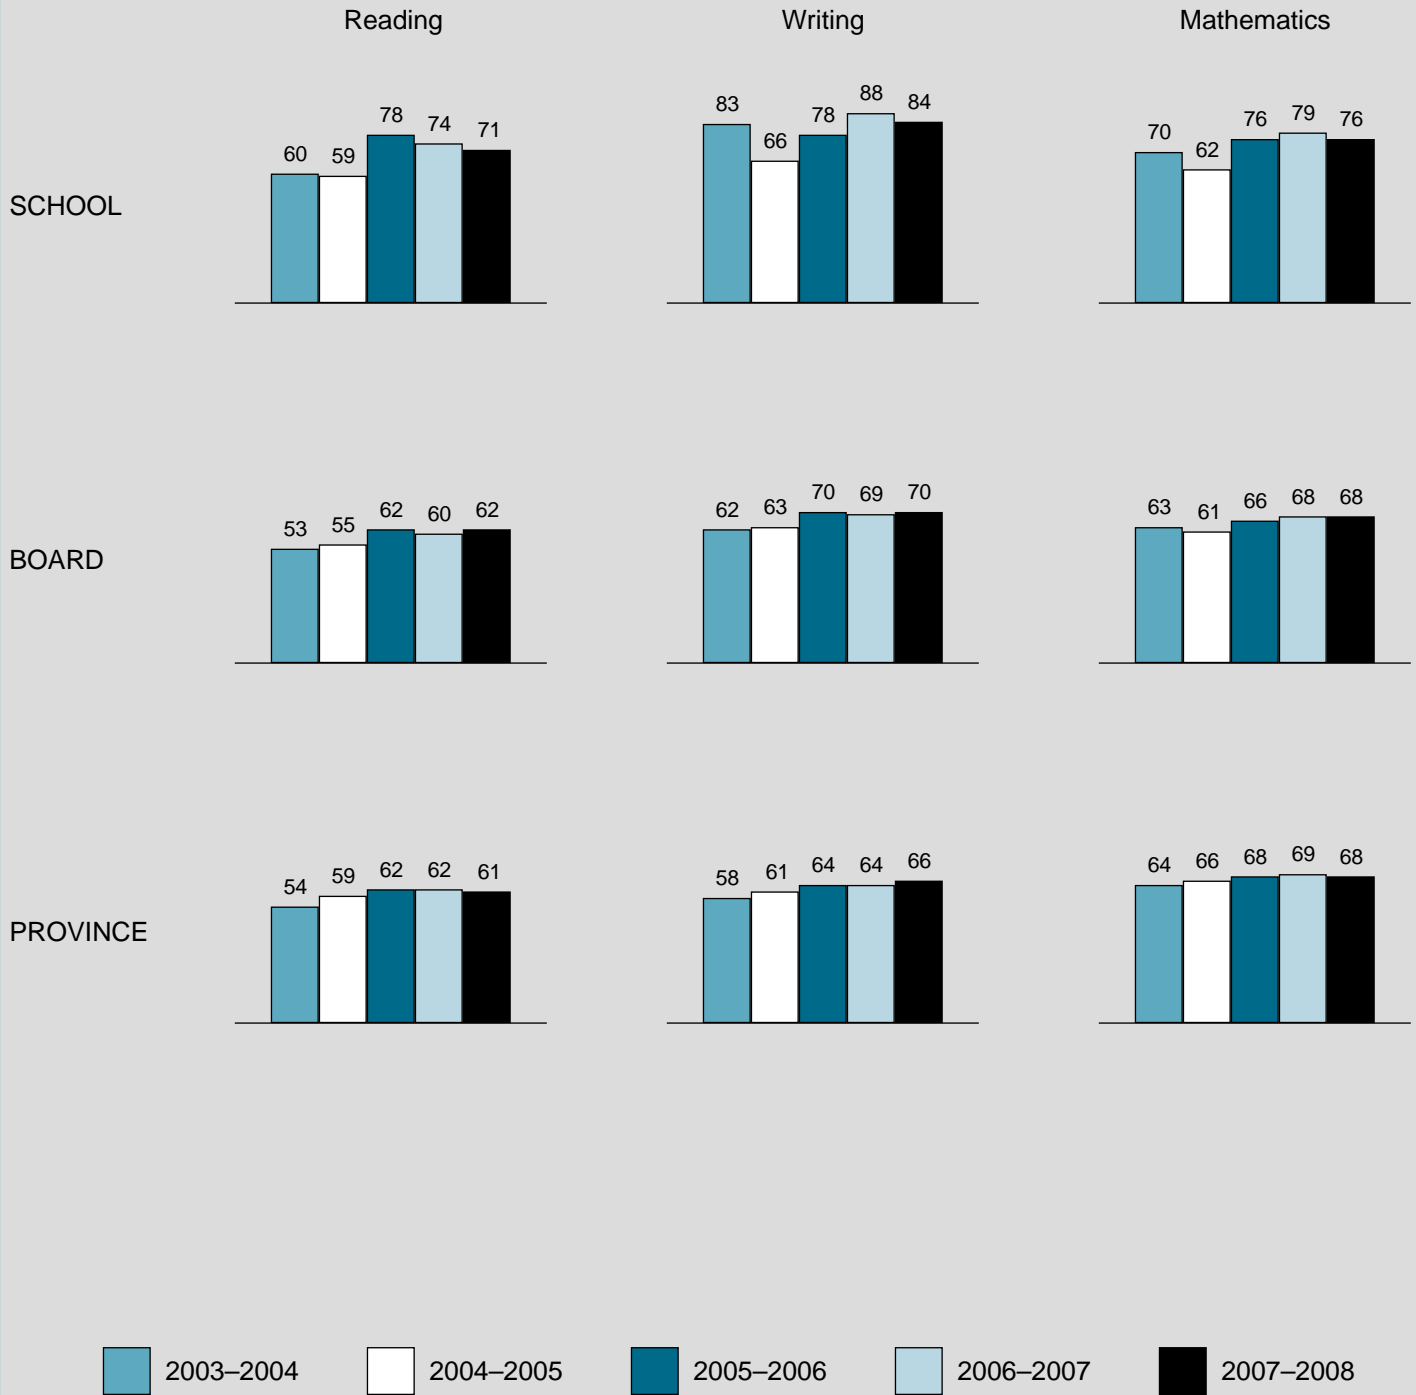 Reading Writing Mathematics
SCHOOL
60 59 78 74 71
83 66 78 88 84
70 62 76 79 76
BOARD
53 55 62 60 62
62 63 70 69 70
63 61 66 68 68
PROVINCE
54 59 62 62 61
58 61 64 64 66
64 66 68 69 68
2003–2004 2004–2005 2005–2006 2006–2007 2007–2008